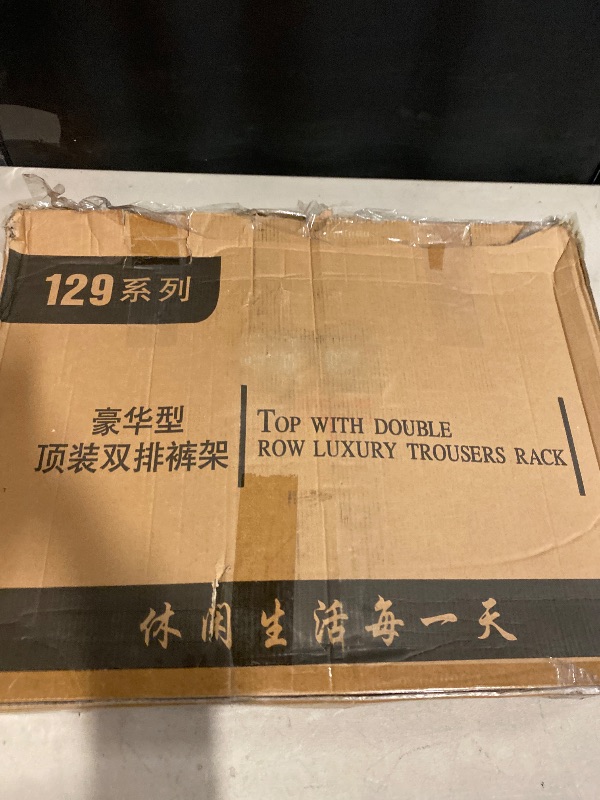 129系列
豪华型
顶装双排裤架
TOP WITH DOUBLE
ROW LUXURY TROUSERS RACK
休闲生活每一天